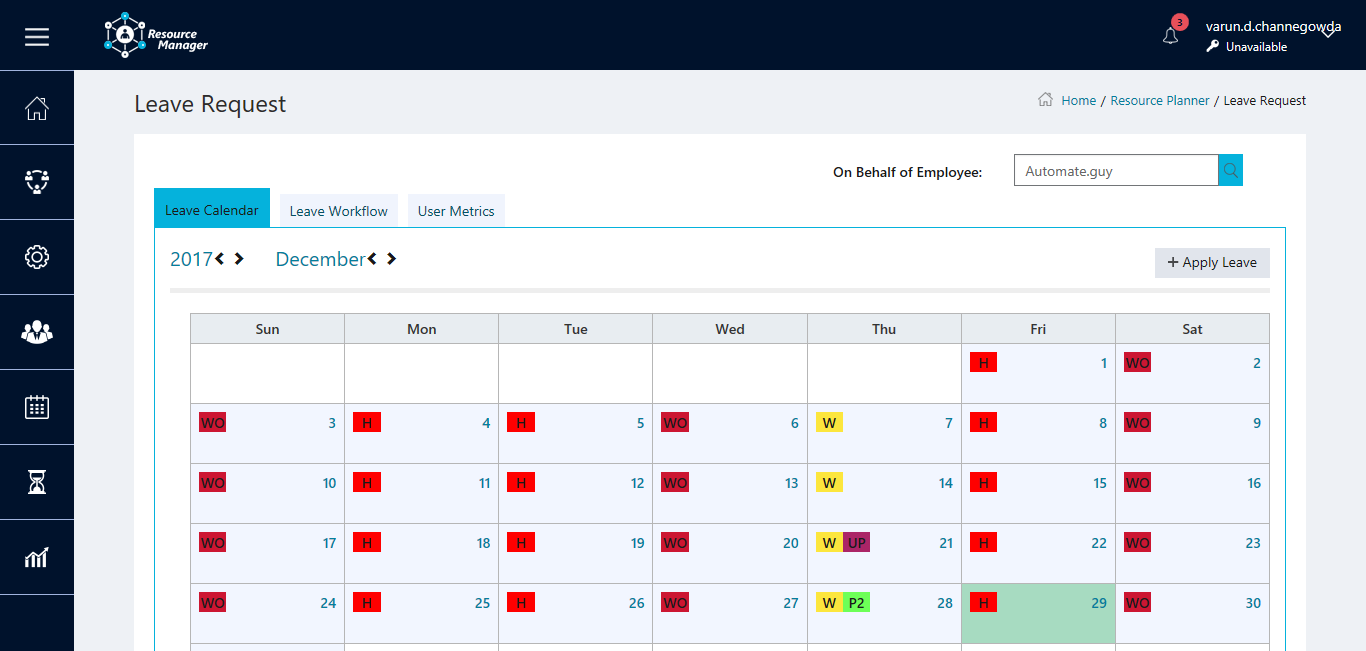 Resource
Manager
3
varun.d.channegowda
Unavailable
Leave Request
Home / Resource Planner / Leave Request
On Behalf of Employee: Automate.guy
Leave Calendar Leave Workflow User Metrics
2017 December + Apply Leave
Sun Mon Tue Wed Thu Fri Sat
H 1 WO 2
WO 3 H 4 H 5 WO 6 W 7 H 8 WO 9
WO 10 H 11 H 12 WO 13 W 14 H 15 WO 16
WO 17 H 18 H 19 WO 20 W UP 21 H 22 WO 23
WO 24 H 25 H 26 WO 27 W P2 28 H 29 WO 30